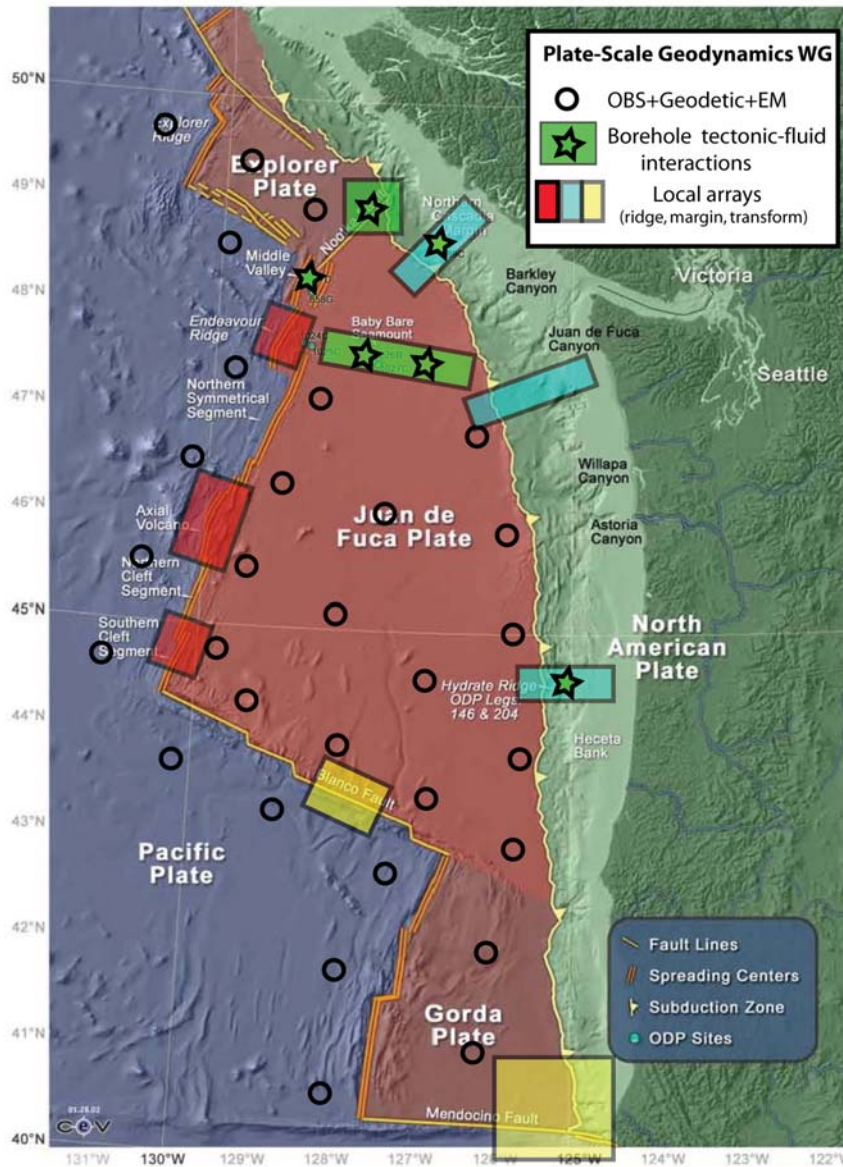 Plate-Scale Geodynamics WG
OBS+Geodetic+EM
Borehole tectonic-fluid
interactions
Local arrays
(ridge, margin, transform)
50°N
49°N
48°N
47°N
46°N
45°N
44°N
43°N
42°N
41°N
40°N
Explorer
Ridge
Explorer
Plate
Northern
Cascadia
Margin
Middle
Valley
Barkley
Canyon
Victoria
Endeavour
Ridge
Baby Bare
Seamount
Juan de Fuca
Canyon
Seattle
Northern
Symmetrical
Segment
Willapa
Canyon
Axial
Volcano
Juan de
Fuca Plate
Astoria
Canyon
Northern
Cleft
Segment
Southern
Cleft
Segment
North
American
Plate
Hydrate Ridge
ODP Legs
146 & 204
Heceta
Bank
Blanco Fault
Pacific
Plate
Gorda
Plate
Mendocino Fault
Fault Lines
Spreading Centers
Subduction Zone
ODP Sites
01.28.02
CeV
131°W
130°W
129°W
128°W
127°W
126°W
125°W
124°W
123°W
122°W